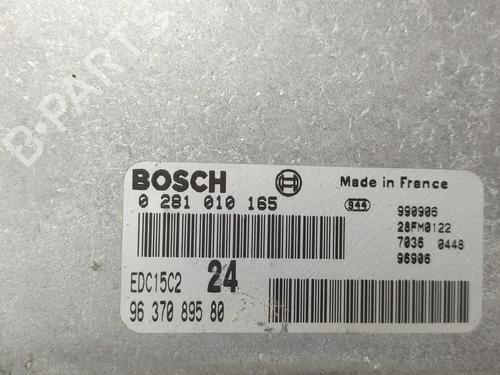 B-PARTS
BOSCH
Made in France
0 281 010 165
944
990906
28FM0122
7036 0448
96906
EDC15C2
24
96 370 895 80